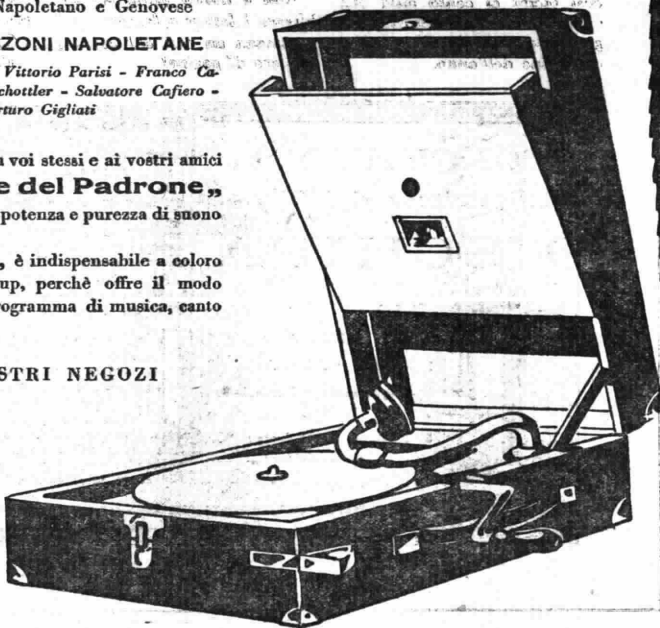 Napoletano e Genovese
ZONI NAPOLETANE
Vittorio Parisi - Franco Ca-
chottler - Salvatore Cafiero -
rturo Gigliati
voi stessi e ai vostri amici
e del Padrone„
potenza e purezza di suono
è indispensabile a coloro
up, perchè offre il modo
rogramma di musica, canto
STRI NEGOZI